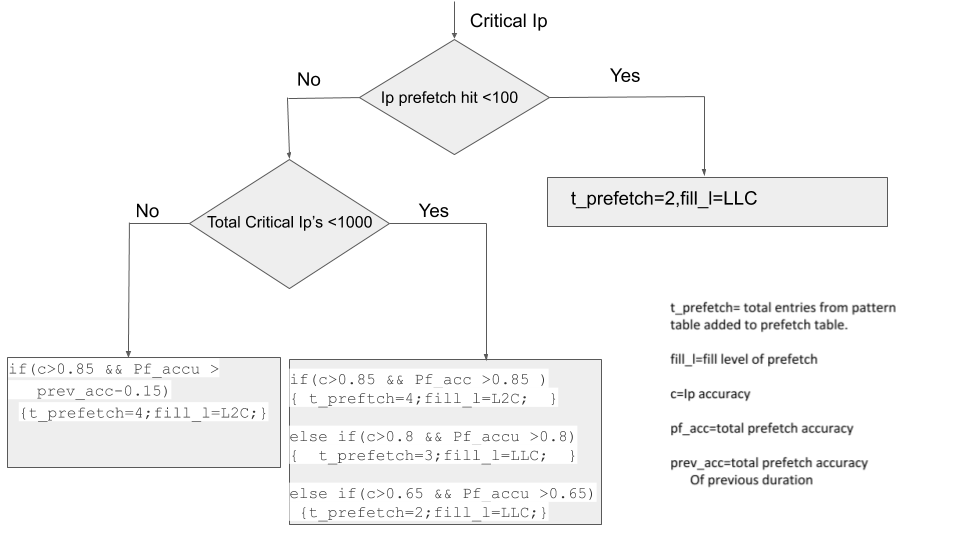 Critical Ip
No
Yes
Ip prefetch hit <100
t_prefetch=2,fill_l=LLC
No
Yes
Total Critical Ip's <1000
if(c>0.85 && Pf_accu >
prev_acc-0.15)
{t_prefetch=4;fill_l=L2C;}
if(c>0.85 && Pf_acc >0.85 )
{ t_preftch=4;fill_l=L2C; }
else if(c>0.8 && Pf_accu >0.8)
{ t_prefetch=3;fill_l=LLC; }
else if(c>0.65 && Pf_accu >0.65)
{t_prefetch=2;fill_l=LLC;}
t_prefetch= total entries from pattern
table added to prefetch table.
fill_l=fill level of prefetch
c=Ip accuracy
pf_acc=total prefetch accuracy
prev_acc=total prefetch accuracy
Of previous duration